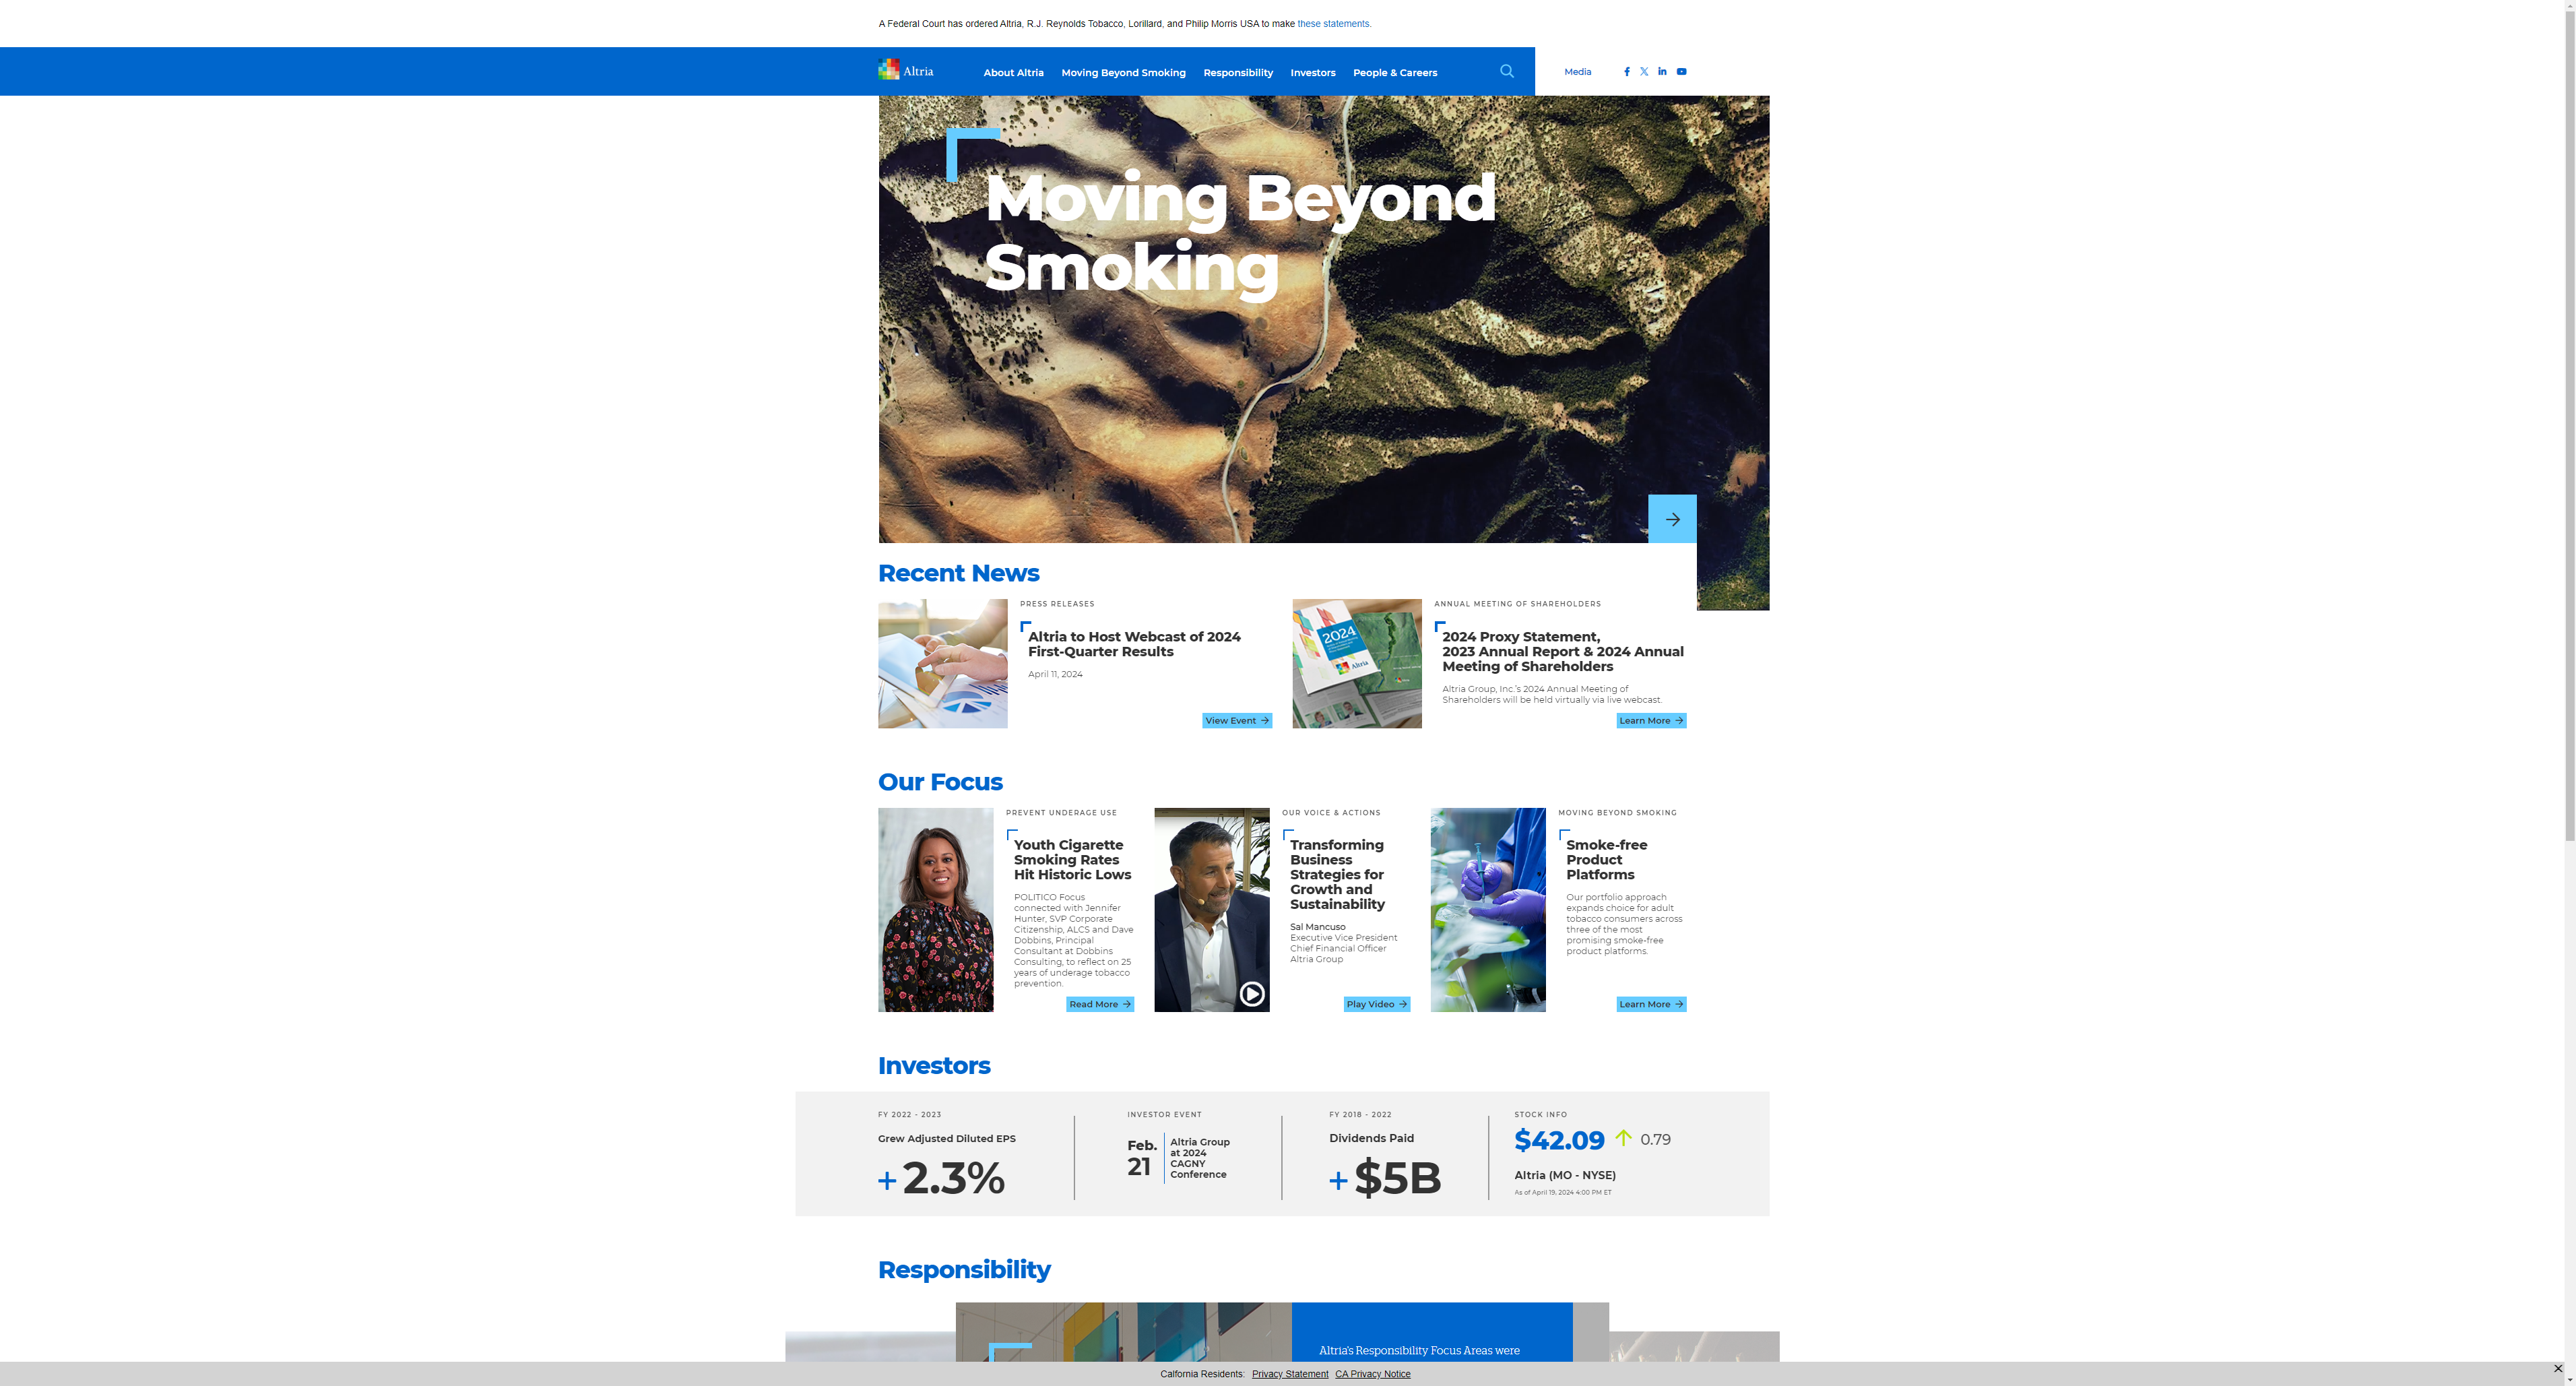 A Federal Court has ordered Altria, R.J. Reynolds Tobacco, Lorillard, and Philip Morris USA to make these statements.
Altria
About Altria
Moving Beyond Smoking
Responsibility
Investors
People & Careers
Media
Moving Beyond
Smoking
Recent News
PRESS RELEASES
Altria to Host Webcast of 2024
First-Quarter Results
April 11, 2024
View Event
2024
Altria
ANNUAL MEETING OF SHAREHOLDERS
2024 Proxy Statement,
2023 Annual Report & 2024 Annual
Meeting of Shareholders
Altria Group, Inc.'s 2024 Annual Meeting of
Shareholders will be held virtually via live webcast.
Learn More
Our Focus
PREVENT UNDERAGE USE
Youth Cigarette
Smoking Rates
Hit Historic Lows
POLITICO Focus
connected with Jennifer
Hunter, SVP Corporate
Citizenship, ALCS and Dave
Dobbins, Principal
Consultant at Dobbins
Consulting, to reflect on 25
years of underage tobacco
prevention.
Read More
OUR VOICE & ACTIONS
Transforming
Business
Strategies for
Growth and
Sustainability
Sal Mancuso
Executive Vice President
Chief Financial Officer
Altria Group
Play Video
MOVING BEYOND SMOKING
Smoke-free
Product
Platforms
Our portfolio approach
expands choice for adult
tobacco consumers across
three of the most
promising smoke-free
product platforms.
Learn More
Investors
FY 2022 - 2023
Grew Adjusted Diluted EPS
+2.3%
INVESTOR EVENT
Feb.
21
Altria Group
at 2024
CAGNY
Conference
FY 2018 - 2022
Dividends Paid
+$5B
STOCK INFO
$42.09 0.79
Altria (MO - NYSE)
As of April 19, 2024 4:00 PM ET
Responsibility
Altria's Responsibility Focus Areas were
Calfornia Residents: Privacy Statement CA Privacy Notice